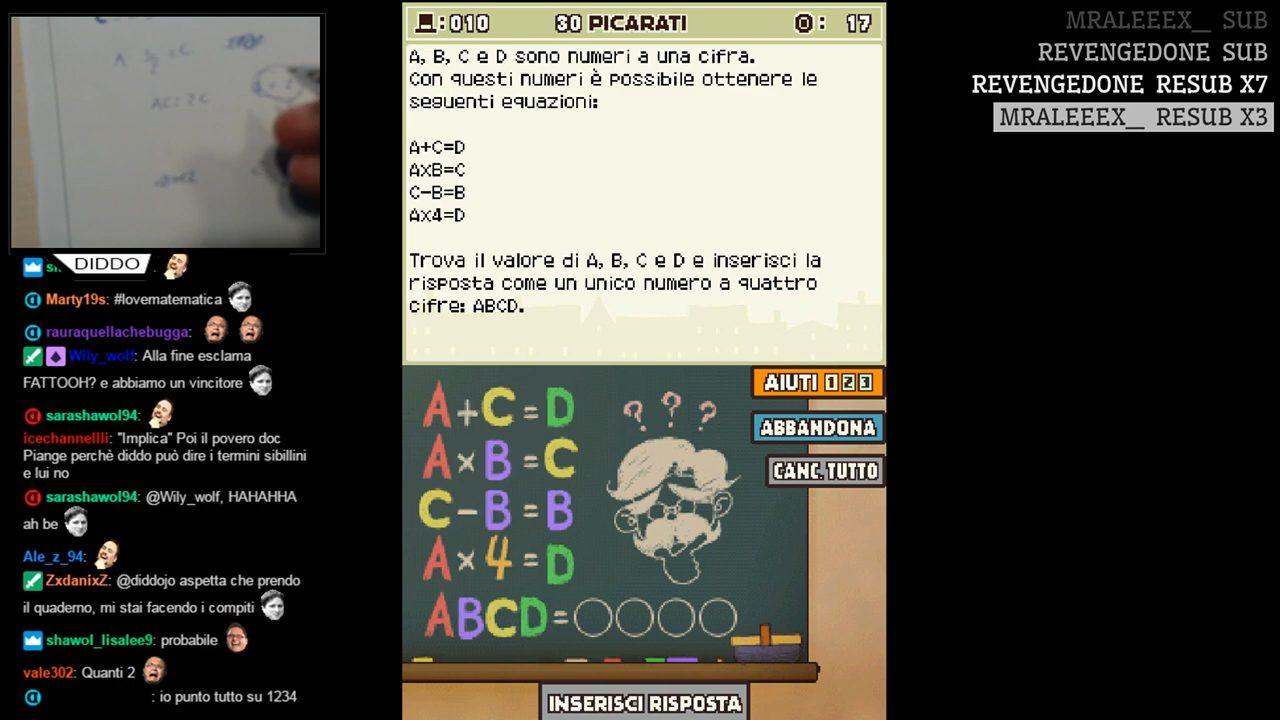 :010
30 PICARATI
: 17
A, B, C e D sono numeri a una cifra.
Con questi numeri è possibile ottenere le
seguenti equazioni:
A+C=D
AxB=C
C-B=B
Ax4=D
Trova il valore di A, B, C e D e inserisci la
risposta come un unico numero a quattro
cifre: ABCD.
A+C=D
A×B=C
C-B=B
A×4=D
ABCD=
???
AIUTI 1 2 3
ABBANDONA
CANC. TUTTO
INSERISCI RISPOSTA
MRALEEEX_ SUB
REVENGEDONE SUB
REVENGEDONE RESUB X7
MRALEEEX_ RESUB X3
DIDDO
Marty19s: #lovematematica
rauraquellachebugga:
Wily_wolf: Alla fine esclama
FATTOOH? e abbiamo un vincitore
sarashawol94:
icechannellli: "Implica" Poi il povero doc
Piange perchè diddo può dire i termini sibillini
e lui no
sarashawol94: @Wily_wolf, HAHAHHA
ah be
Ale_z_94:
ZxdanixZ: @diddojo aspetta che prendo
il quaderno, mi stai facendo i compiti
shawol_lisalee9: probabile
vale302: Quanti 2
: io punto tutto su 1234